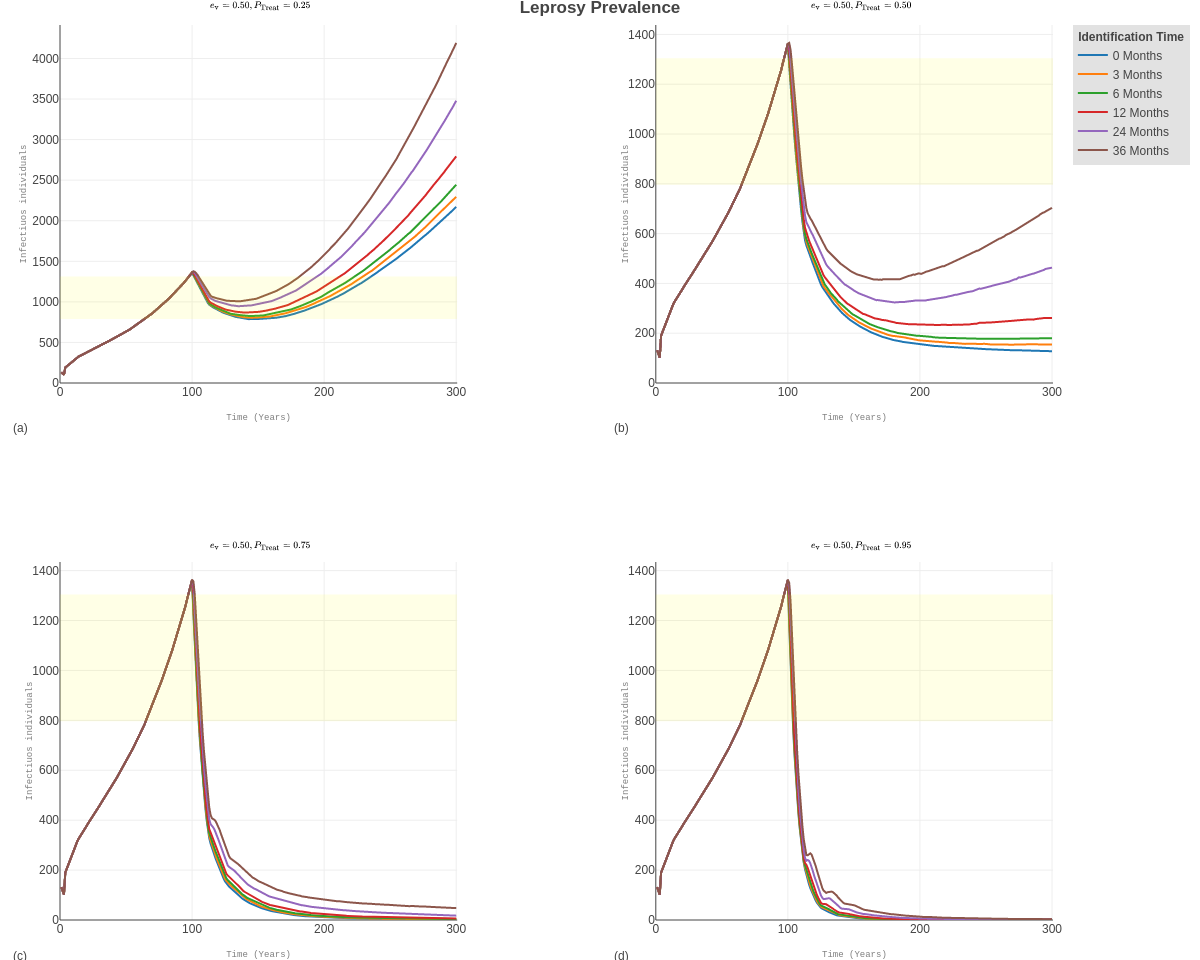 Leprosy Prevalence
e_v = 0.50, P_Treat = 0.25
e_v = 0.50, P_Treat = 0.50
4000
3500
3000
2500
2000
1500
1000
500
0
0 100 200 300
Infectiuos individuals
Time (Years)
(a)
1400
1200
1000
800
600
400
200
0
0 100 200 300
Infectiuos individuals
Time (Years)
(b)
Identification Time
0 Months
3 Months
6 Months
12 Months
24 Months
36 Months
e_v = 0.50, P_Treat = 0.75
1400
1200
1000
800
600
400
200
0
0 100 200 300
Infectiuos individuals
Time (Years)
(c)
e_v = 0.50, P_Treat = 0.95
1400
1200
1000
800
600
400
200
0
0 100 200 300
Infectiuos individuals
Time (Years)
(d)